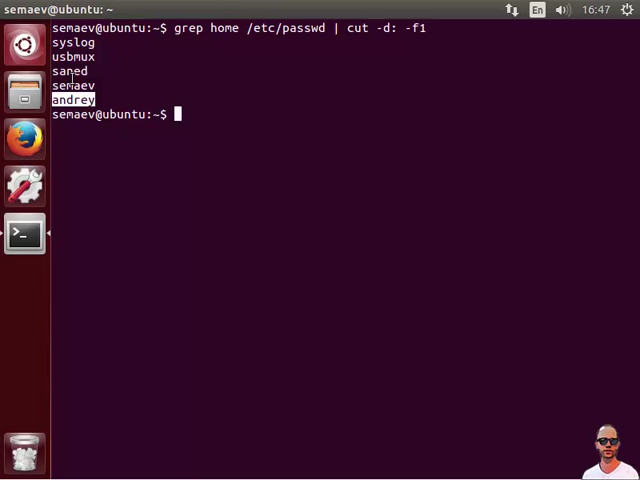 semaev@ubuntu: ~
En
16:47
semaev@ubuntu:~$ grep home /etc/passwd | cut -d: -f1
syslog
usbmux
saned
semaev
andrey
semaev@ubuntu:~$
>_